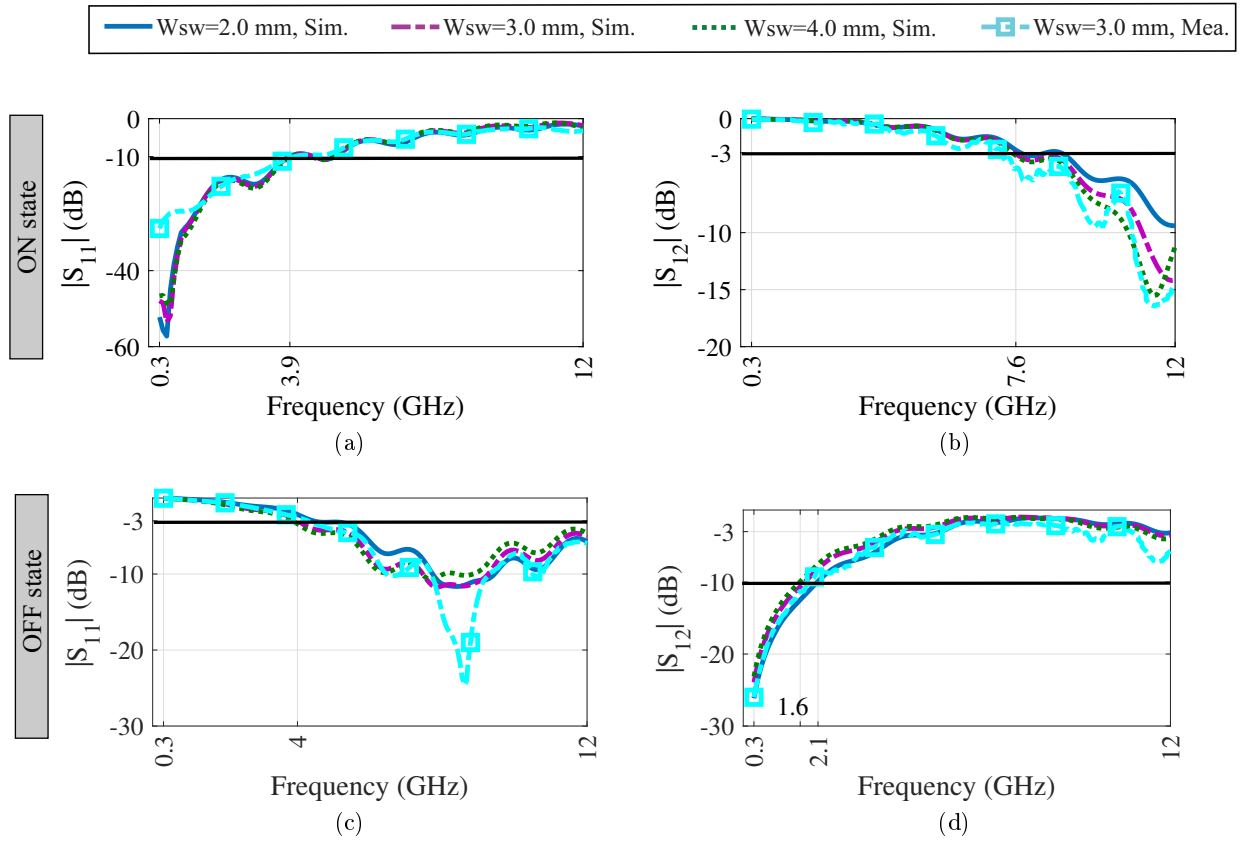 Wsw=2.0 mm, Sim. Wsw=3.0 mm, Sim. Wsw=4.0 mm, Sim. Wsw=3.0 mm, Mea.
ON state
|S11| (dB)
0
-10
-40
-60
0.3 3.9 12
Frequency (GHz)
(a)
|S12| (dB)
0
-3
-10
-15
-20
0.3 7.6 12
Frequency (GHz)
(b)
OFF state
|S11| (dB)
-3
-10
-20
-30
0.3 4 12
Frequency (GHz)
(c)
|S12| (dB)
-3
-10
-20
-30
1.6
0.3 2.1 12
Frequency (GHz)
(d)